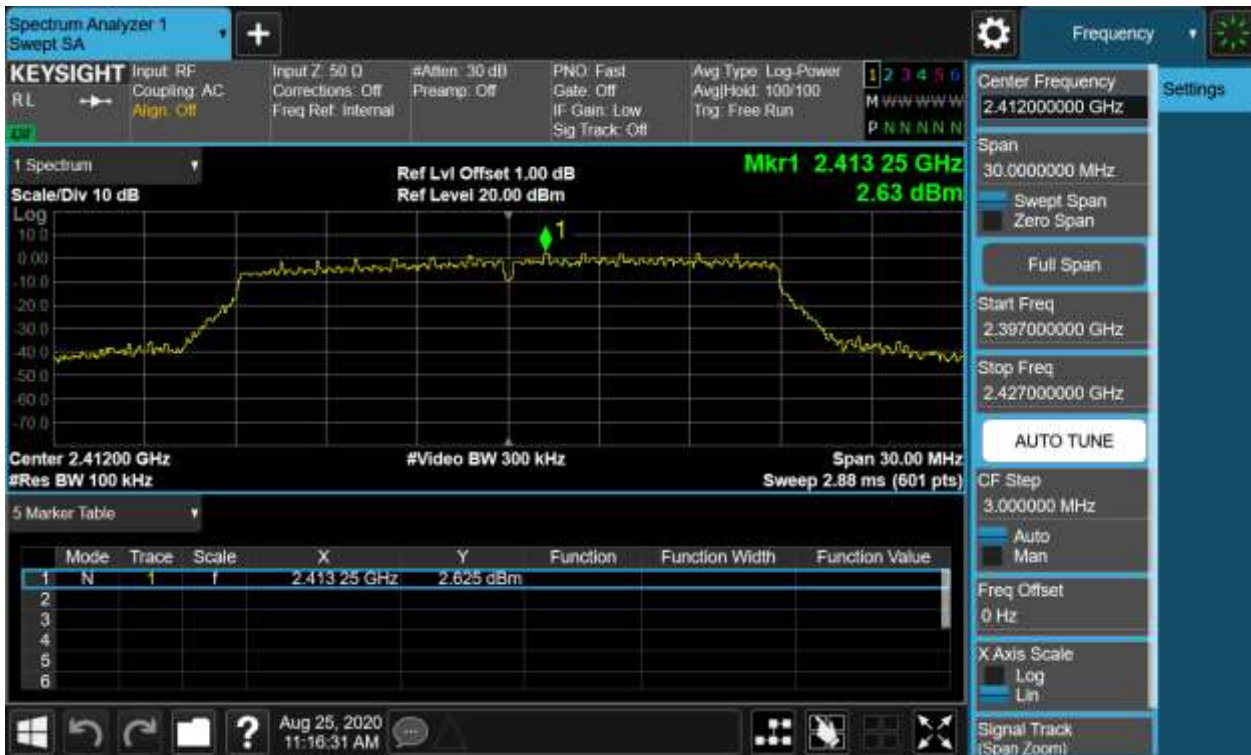 Spectrum Analyzer 1
Swept SA
Frequency
KEYSIGHT
RL
Input: RF
Coupling: AC
Align: Off
Input Z: 50 Ω
Corrections: Off
Freq Ref: Internal
#Atten: 30 dB
Preamp: Off
PNO: Fast
Gate: Off
IF Gain: Low
Sig Track: Off
Avg Type: Log-Power
Avg|Hold: 100/100
Trig: Free Run
1 2 3 4 5 6
M W W W W W
P N N N N N
Settings
Center Frequency
2.412000000 GHz
Span
30.0000000 MHz
Swept Span
Zero Span
Full Span
Start Freq
2.397000000 GHz
Stop Freq
2.427000000 GHz
AUTO TUNE
CF Step
3.000000 MHz
Auto
Man
Freq Offset
0 Hz
X Axis Scale
Log
Lin
Signal Track
(Span Zoom)
1 Spectrum
Scale/Div 10 dB
Ref Lvl Offset 1.00 dB
Ref Level 20.00 dBm
Mkr1 2.413 25 GHz
2.63 dBm
Log
10.0
0.00
-10.0
-20.0
-30.0
-40.0
-50.0
-60.0
-70.0
1
Center 2.41200 GHz
#Res BW 100 kHz
#Video BW 300 kHz
Span 30.00 MHz
Sweep 2.88 ms (601 pts)
5 Marker Table
Mode Trace Scale X Y Function Function Width Function Value
1 N 1 f 2.413 25 GHz 2.625 dBm
2
3
4
5
6
?
Aug 25, 2020
11:16:31 AM